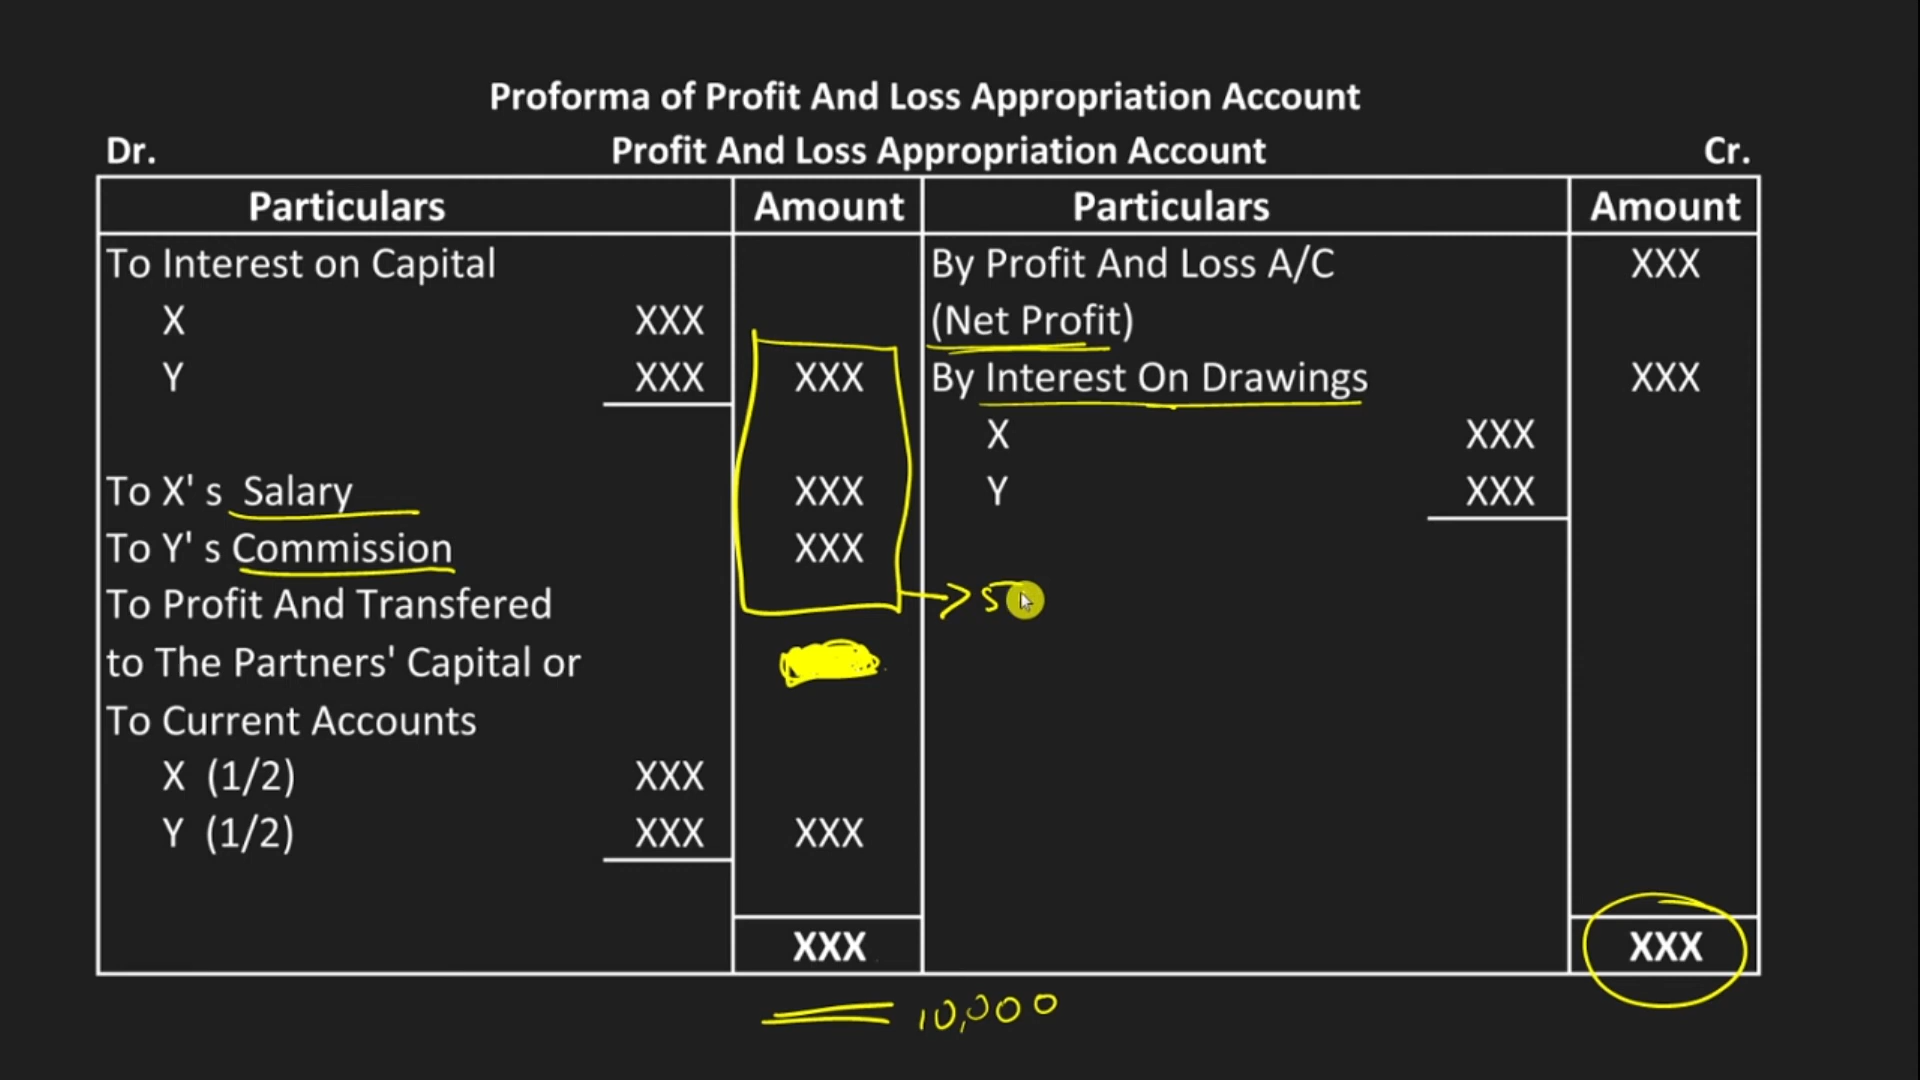 Proforma of Profit And Loss Appropriation Account
Dr. Profit And Loss Appropriation Account Cr.
Particulars Amount Particulars Amount
To Interest on Capital By Profit And Loss A/C XXX
X XXX (Net Profit)
Y XXX XXX By Interest On Drawings XXX
X XXX
To X' s Salary XXX Y XXX
To Y' s Commission XXX
To Profit And Transfered
to The Partners' Capital or
To Current Accounts
X (1/2) XXX
Y (1/2) XXX XXX
XXX XXX
10,000